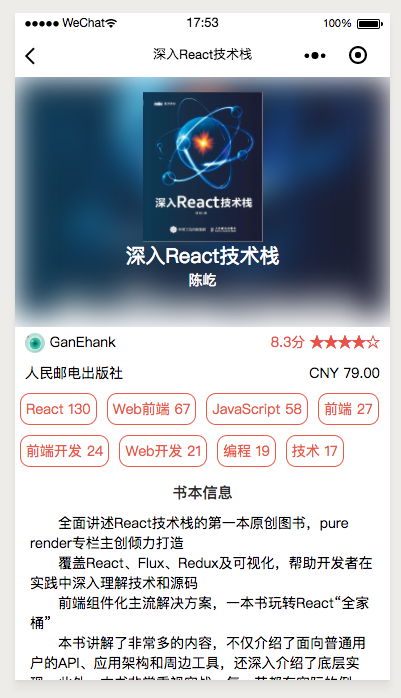 WeChat 17:53 100%
深入React技术栈
深入React技术栈
深入React技术栈
陈屹
GanEhank 8.3分 ★★★★☆
人民邮电出版社 CNY 79.00
React 130 Web前端 67 JavaScript 58 前端 27
前端开发 24 Web开发 21 编程 19 技术 17
书本信息
全面讲述React技术栈的第一本原创图书，pure
render专栏主创倾力打造
覆盖React、Flux、Redux及可视化，帮助开发者在
实践中深入理解技术和源码
前端组件化主流解决方案，一本书玩转React“全家
桶”
本书讲解了非常多的内容，不仅介绍了面向普通用
户的API、应用架构和周边工具，还深入介绍了底层实